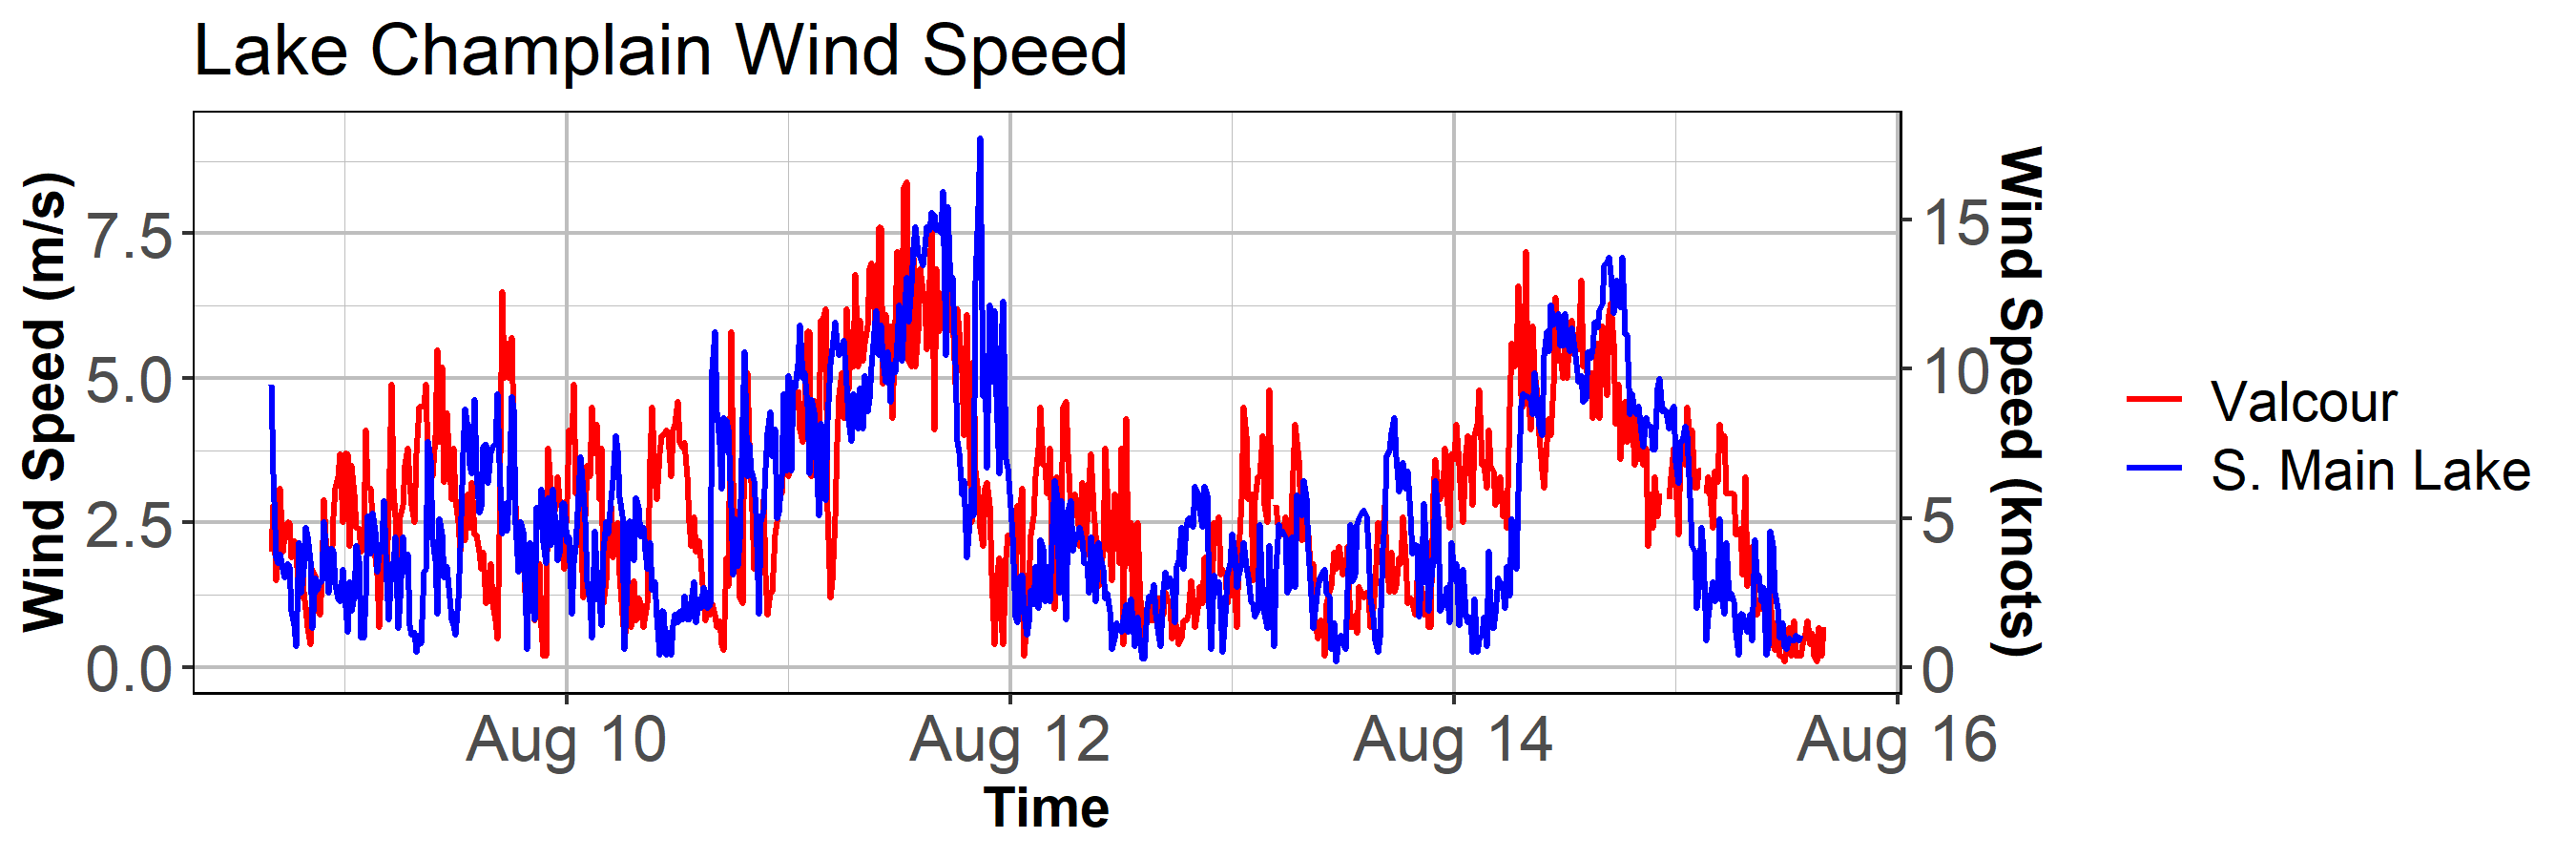 Lake Champlain Wind Speed
Wind Speed (m/s)
7.5
5.0
2.5
0.0
Wind Speed (knots)
15
10
5
0
Aug 10
Aug 12
Aug 14
Aug 16
Time
Valcour
S. Main Lake